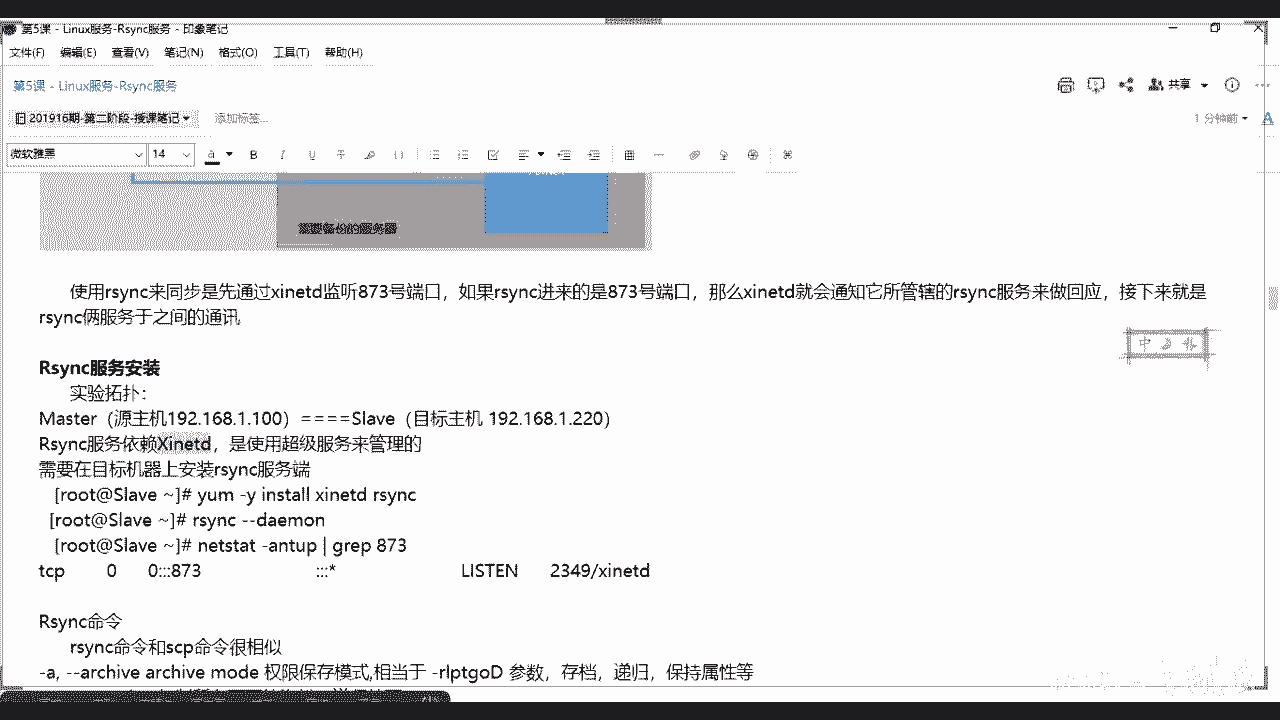 第5课 - Linux服务-Rsync服务 - 印象笔记
文件(F) 编辑(E) 查看(V) 笔记(N) 格式(O) 工具(T) 帮助(H)
第5课 - Linux服务-Rsync服务
共享
201916期-第二阶段-授课笔记 添加标签...
1 分钟前
微软雅黑 14
需要备份的服务器
使用rsync来同步是先通过xinetd监听873号端口，如果rsync进来的是873号端口，那么xinetd就会通知它所管辖的rsync服务来做回应，接下来就是
rsync俩服务于之间的通讯
Rsync服务安装
实验拓扑：
Master（源主机192.168.1.100）====Slave（目标主机 192.168.1.220）
Rsync服务依赖Xinetd，是使用超级服务来管理的
需要在目标机器上安装rsync服务端
[root@Slave ~]# yum -y install xinetd rsync
[root@Slave ~]# rsync --daemon
[root@Slave ~]# netstat -antup | grep 873
tcp 0 0:::873 :::* LISTEN 2349/xinetd
Rsync命令
rsync命令和scp命令很相似
-a, --archive archive mode 权限保存模式,相当于 -rlptgoD 参数，存档，递归，保持属性等